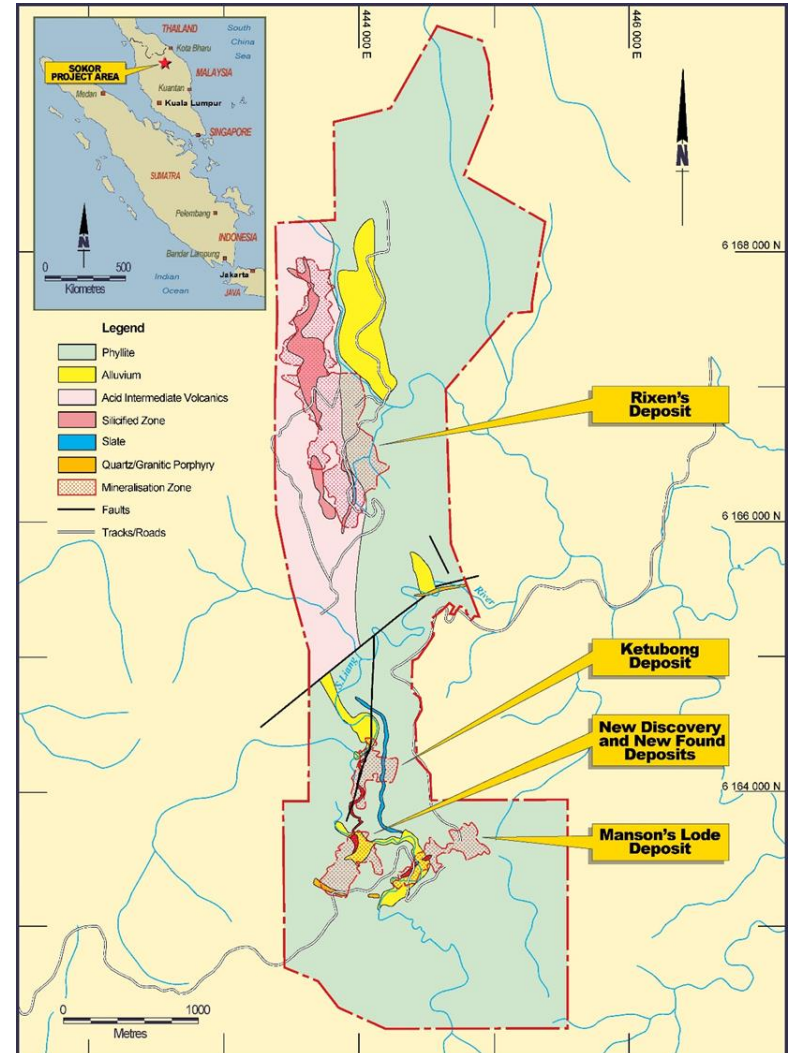 THAILAND
South
China
Sea
Kota Bharu
SOKOR
PROJECT AREA
MALAYSIA
Medan
Kuantan
Kuala Lumpur
SINGAPORE
SUMATRA
Pelembang
INDONESIA
Bandar Lampung
Jakarta
JAVA
Indian
Ocean
N
0 500
Kilometres
444 000 E
446 000 E
N
6 168 000 N
Legend
Phyllite
Alluvium
Acid Intermediate Volcanics
Silicified Zone
Slate
Quartz/Granitic Porphyry
Mineralisation Zone
Faults
Tracks/Roads
Rixen's
Deposit
6 166 000 N
River
S.Liang
Ketubong
Deposit
New Discovery
and New Found
Deposits
6 164 000 N
Manson's Lode
Deposit
0 1000
Metres